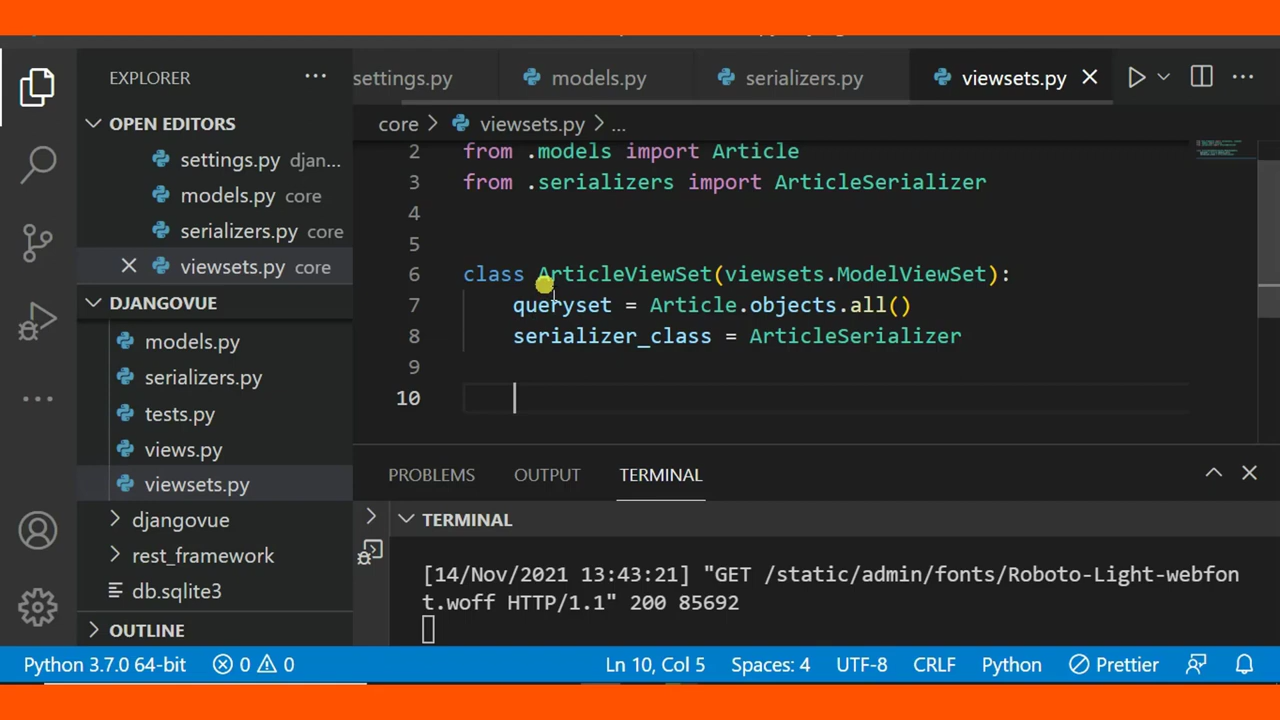 EXPLORER
settings.py
models.py
serializers.py
viewsets.py
OPEN EDITORS
core
viewsets.py
...
settings.py djan...
models.py core
serializers.py core
viewsets.py core
DJANGOVUE
models.py
serializers.py
tests.py
views.py
viewsets.py
djangovue
rest_framework
db.sqlite3
OUTLINE
2 from .models import Article
3 from .serializers import ArticleSerializer
4
5
6 class ArticleViewSet(viewsets.ModelViewSet):
7 queryset = Article.objects.all()
8 serializer_class = ArticleSerializer
9
10
PROBLEMS OUTPUT TERMINAL
TERMINAL
[14/Nov/2021 13:43:21] "GET /static/admin/fonts/Roboto-Light-webfon
t.woff HTTP/1.1" 200 85692
Python 3.7.0 64-bit 0 0 Ln 10, Col 5 Spaces: 4 UTF-8 CRLF Python Prettier